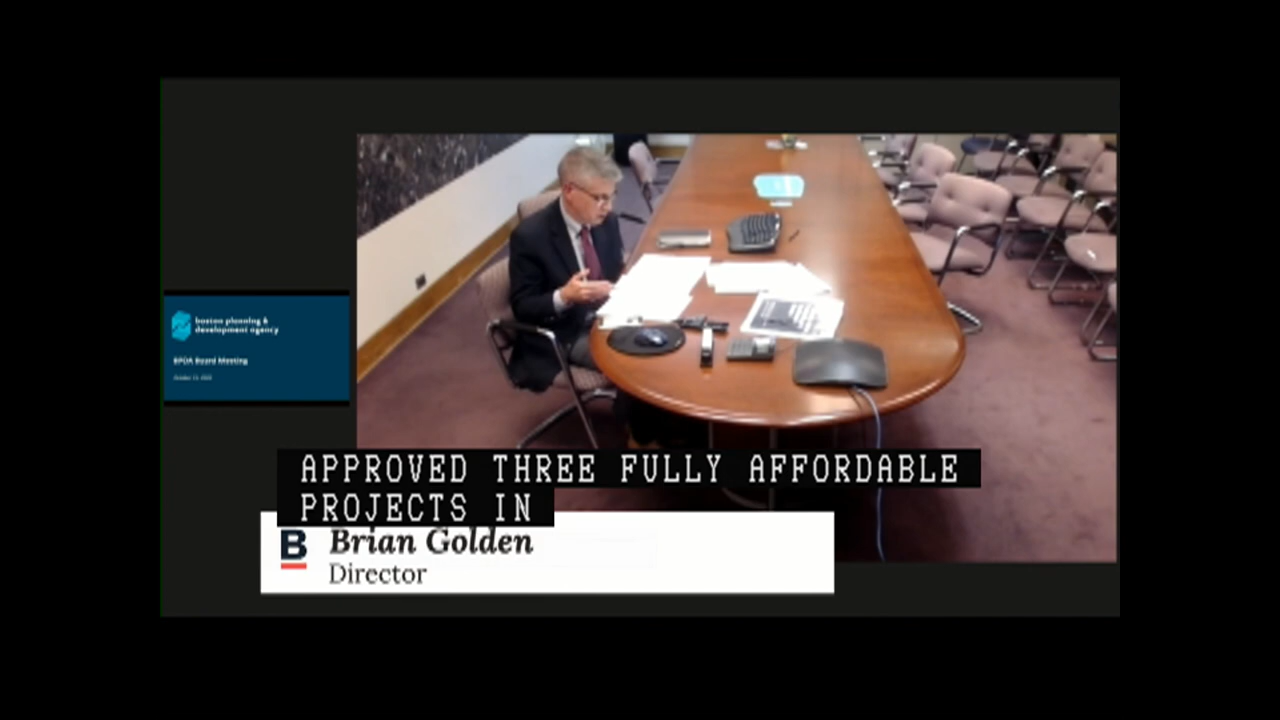 boston planning &
development agency
BPDA Board Meeting
APPROVED THREE FULLY AFFORDABLE
PROJECTS IN
B
Brian Golden
Director